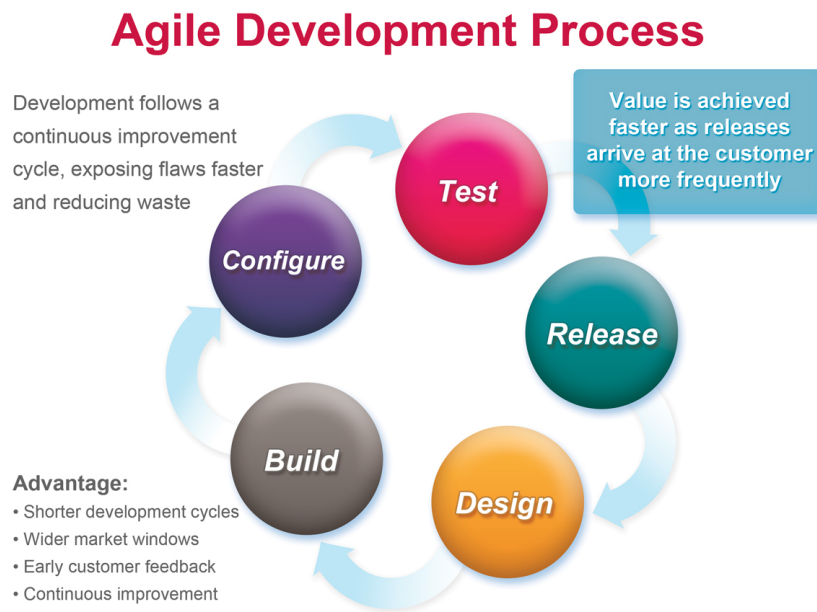 Agile Development Process
Development follows a
continuous improvement
cycle, exposing flaws faster
and reducing waste
Value is achieved
faster as releases
arrive at the customer
more frequently
Test
Configure
Release
Build
Design
Advantage:
• Shorter development cycles
• Wider market windows
• Early customer feedback
• Continuous improvement